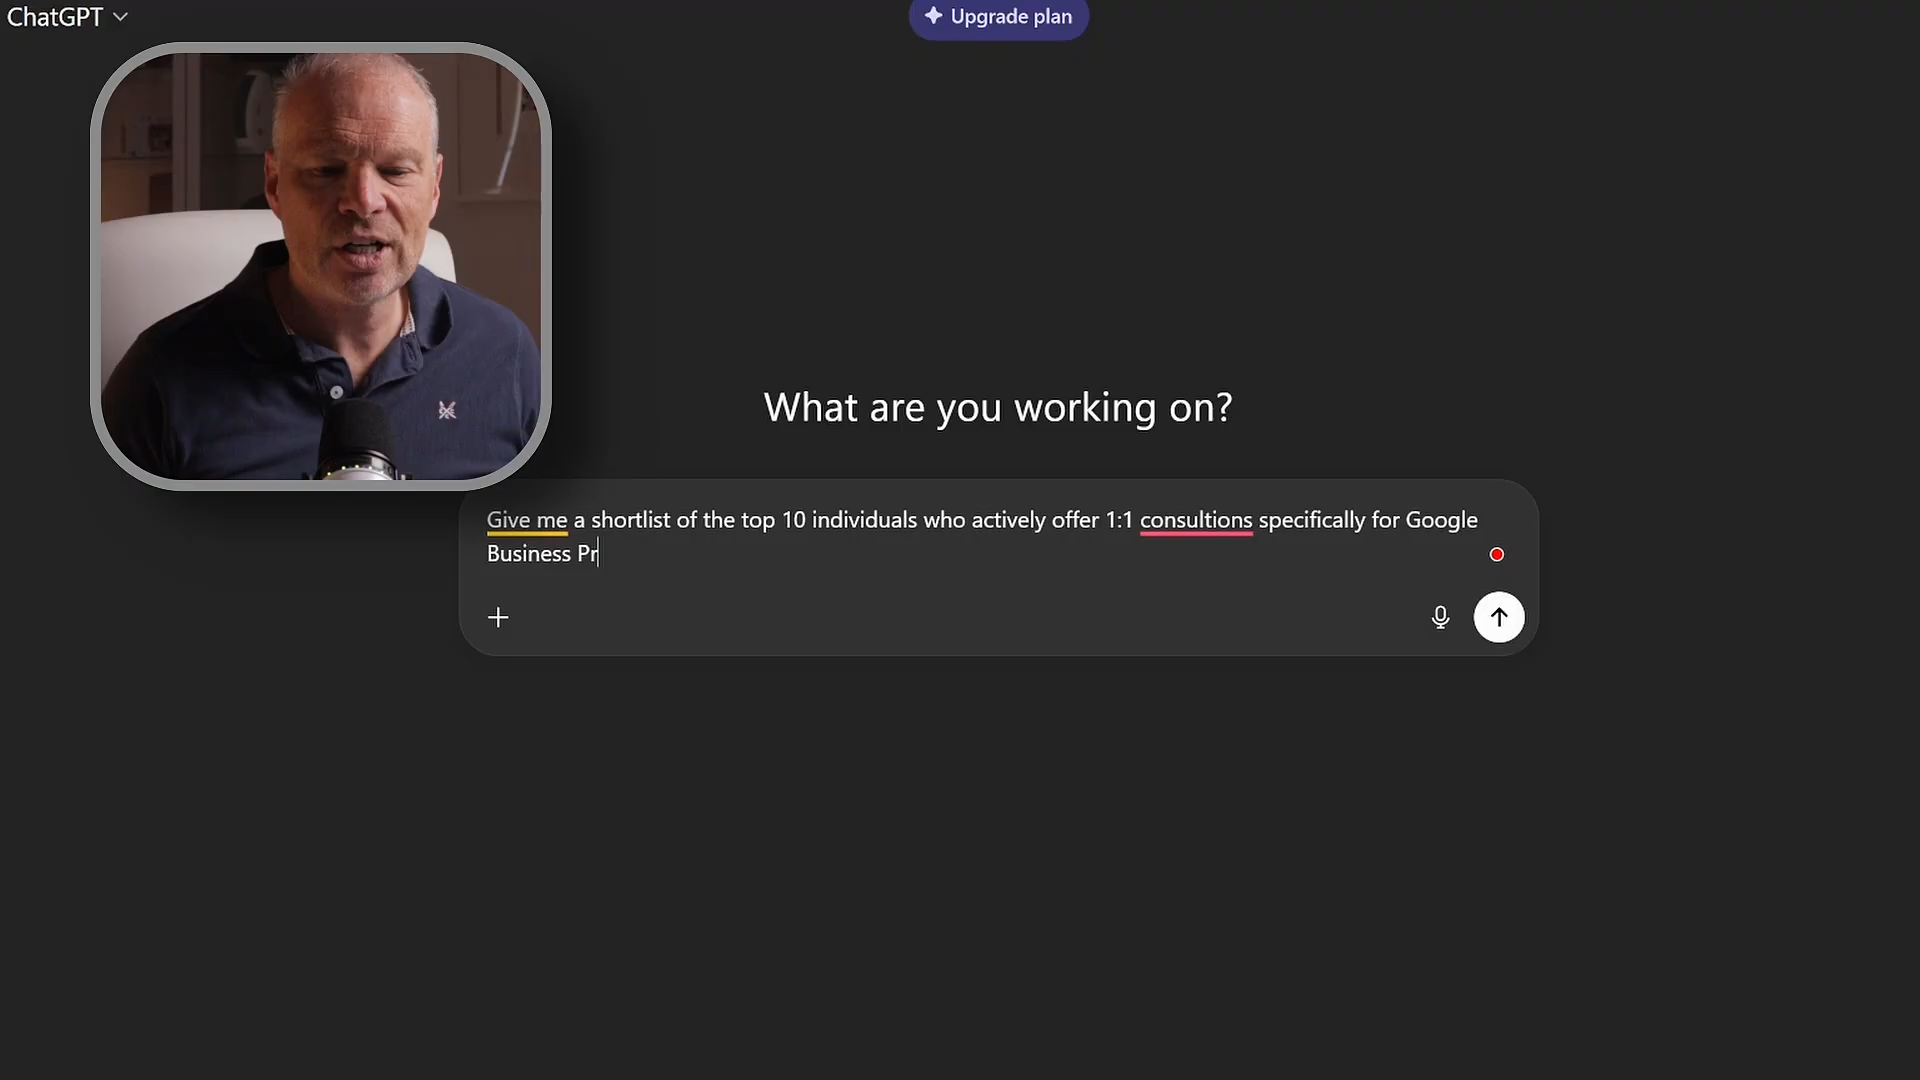 ChatGPT
Upgrade plan
What are you working on?
Give me a shortlist of the top 10 individuals who actively offer 1:1 consultions specifically for Google
Business Pr